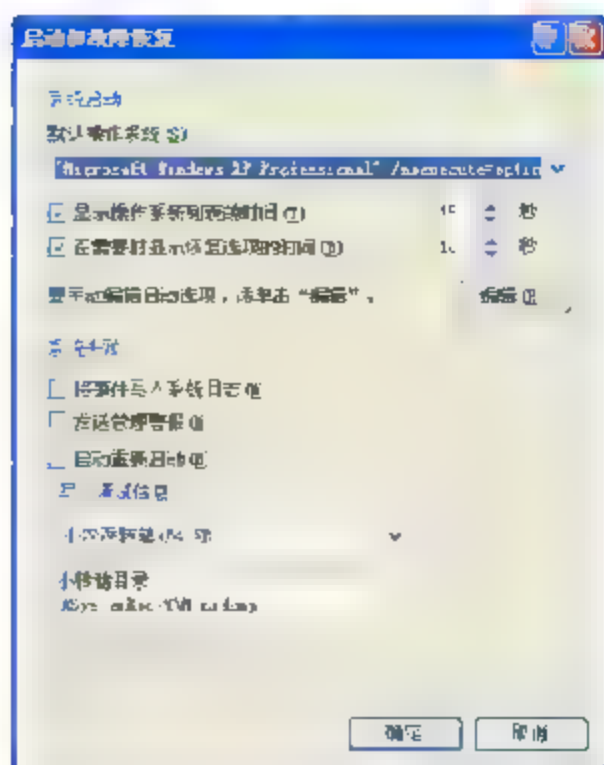 启动和故障恢复
系统启动
默认操作系统(S)
"Microsoft Windows XP Professional" /noexecute=optin
显示操作系统列表的时间(T)
秒
在需要时显示恢复选项的时间(D)
10 秒
要手动编辑启动选项，请单击“编辑”。
编辑(E)
系统失败
将事件写入系统日志(W)
发送管理警报(N)
自动重新启动(R)
写入调试信息
小内存转储(64 KB)
小转储目录
确定
取消